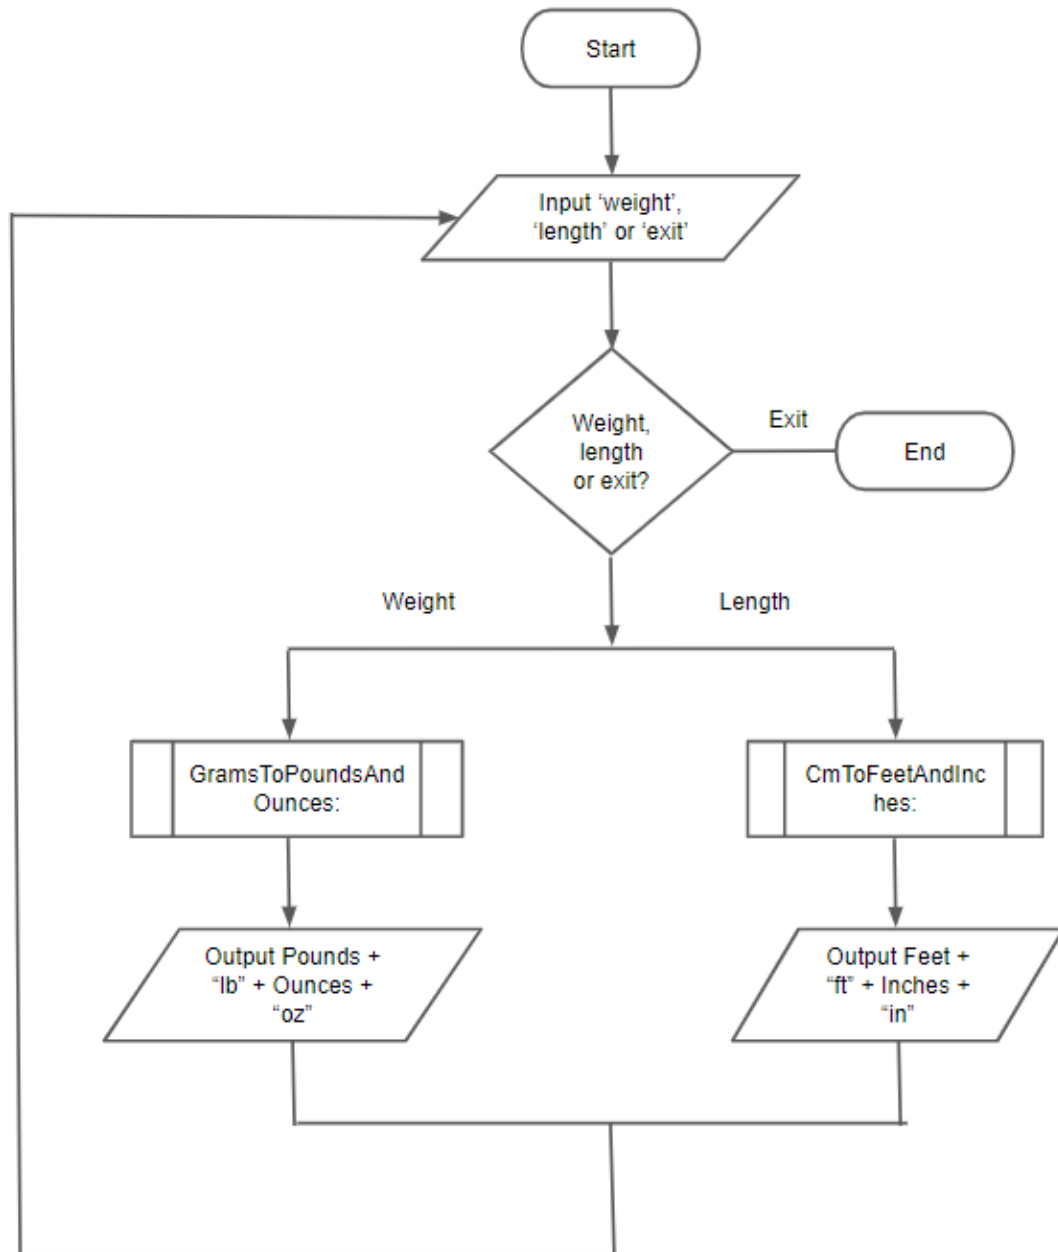 Start
Input ‘weight’,
‘length’ or ‘exit’
Weight,
length
or exit?
Exit
End
Weight
Length
GramsToPoundsAnd
Ounces:
CmToFeetAndInc
hes:
Output Pounds +
“lb” + Ounces +
“oz”
Output Feet +
“ft” + Inches +
“in”